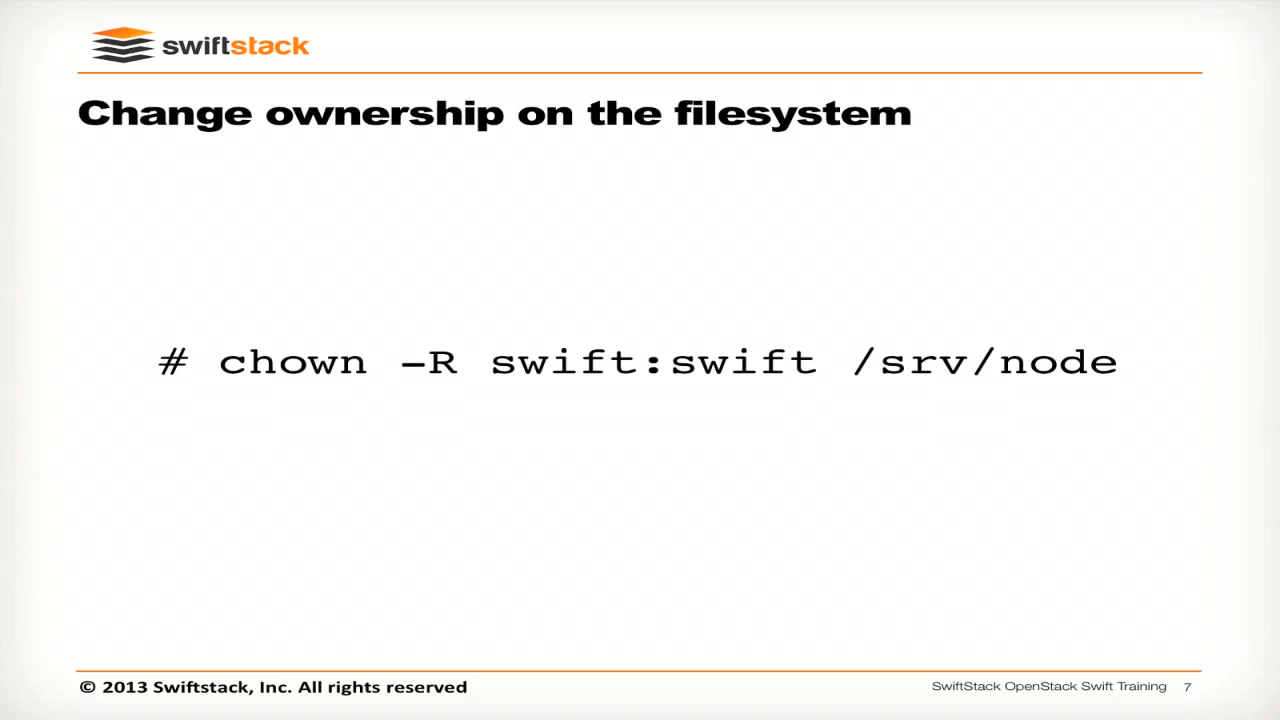 swiftstack
Change ownership on the filesystem
# chown -R swift:swift /srv/node
© 2013 Swiftstack, Inc. All rights reserved
SwiftStack OpenStack Swift Training 7